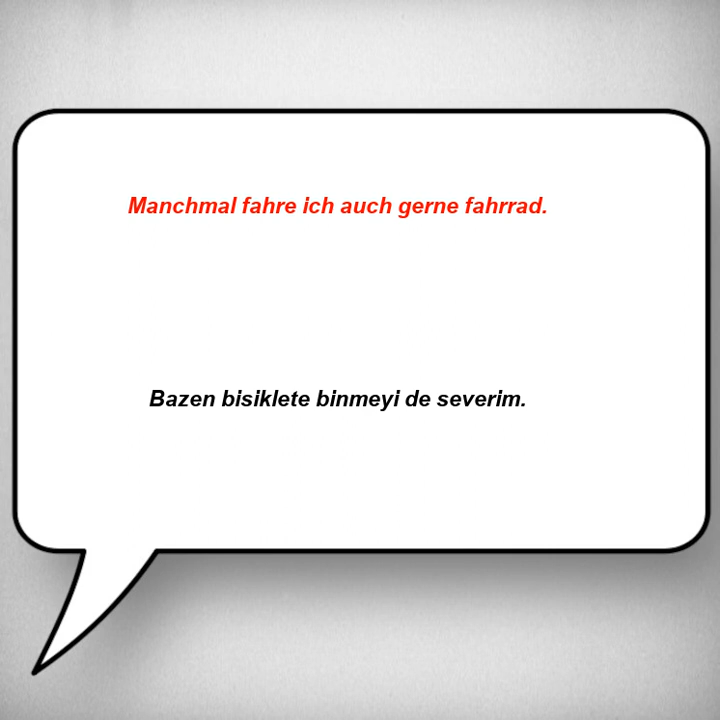 Manchmal fahre ich auch gerne fahrrad.
Bazen bisiklete binmeyi de severim.